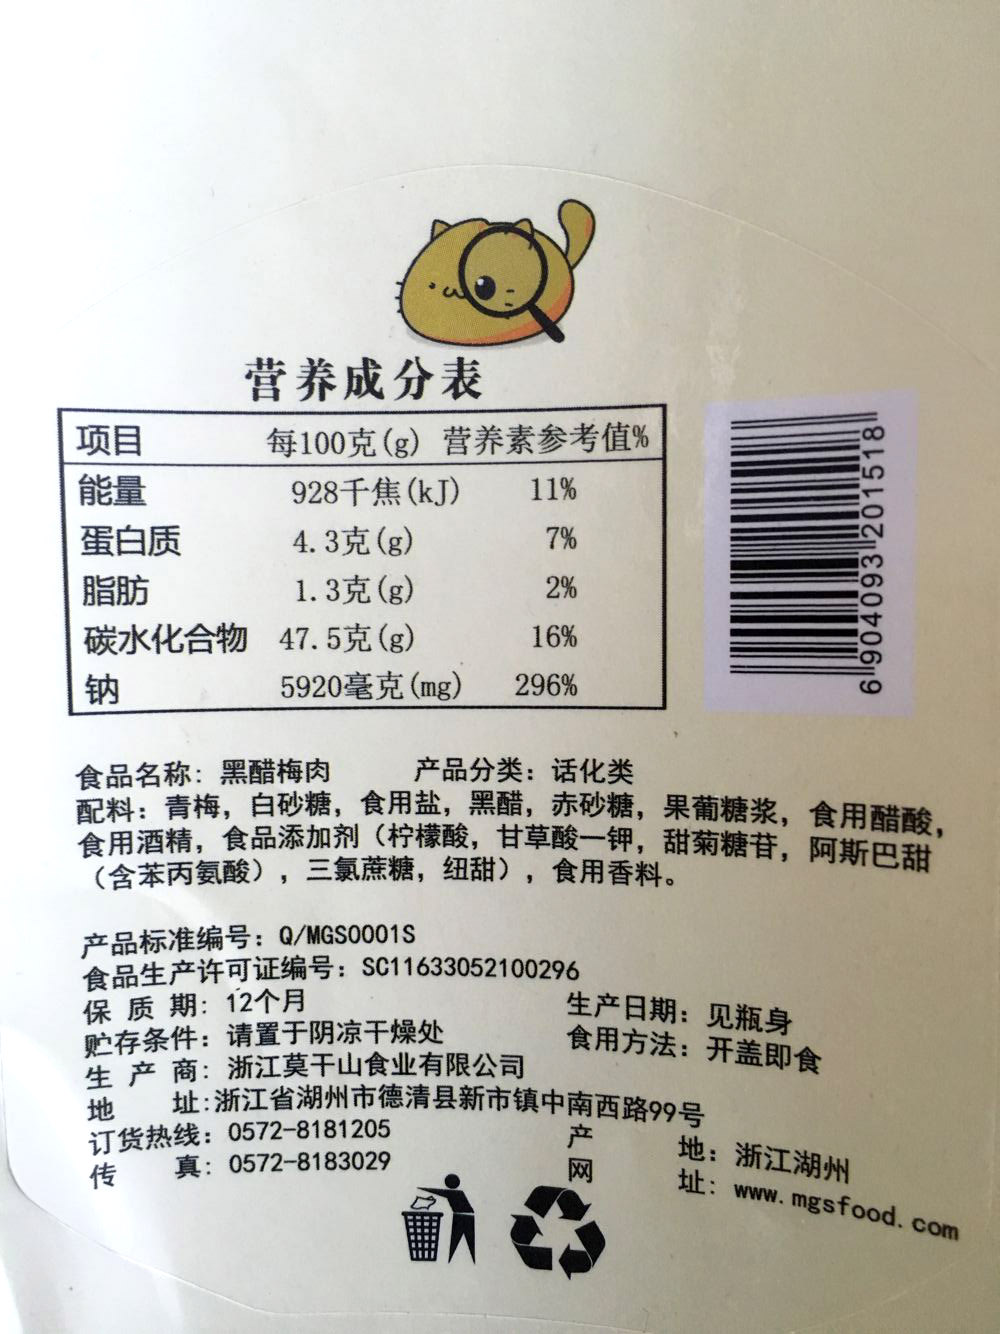 营养成分表
项目 每100克(g) 营养素参考值%
能量 928千焦(kJ) 11%
蛋白质 4.3克(g) 7%
脂肪 1.3克(g) 2%
碳水化合物 47.5克(g) 16%
钠 5920毫克(mg) 296%
6 904093 201518
食品名称: 黑醋梅肉 产品分类: 话化类
配料: 青梅, 白砂糖, 食用盐, 黑醋, 赤砂糖, 果葡糖浆, 食用醋酸,
食用酒精, 食品添加剂（柠檬酸, 甘草酸一钾, 甜菊糖苷, 阿斯巴甜
（含苯丙氨酸）, 三氯蔗糖, 纽甜）, 食用香料。
产品标准编号: Q/MGS0001S
食品生产许可证编号: SC11633052100296
保质期: 12个月 生产日期: 见瓶身
贮存条件: 请置于阴凉干燥处 食用方法: 开盖即食
生产商: 浙江莫干山食业有限公司
地址: 浙江省湖州市德清县新市镇中南西路99号
订货热线: 0572-8181205 产地: 浙江湖州
传真: 0572-8183029 网址: www.mgsfood.com